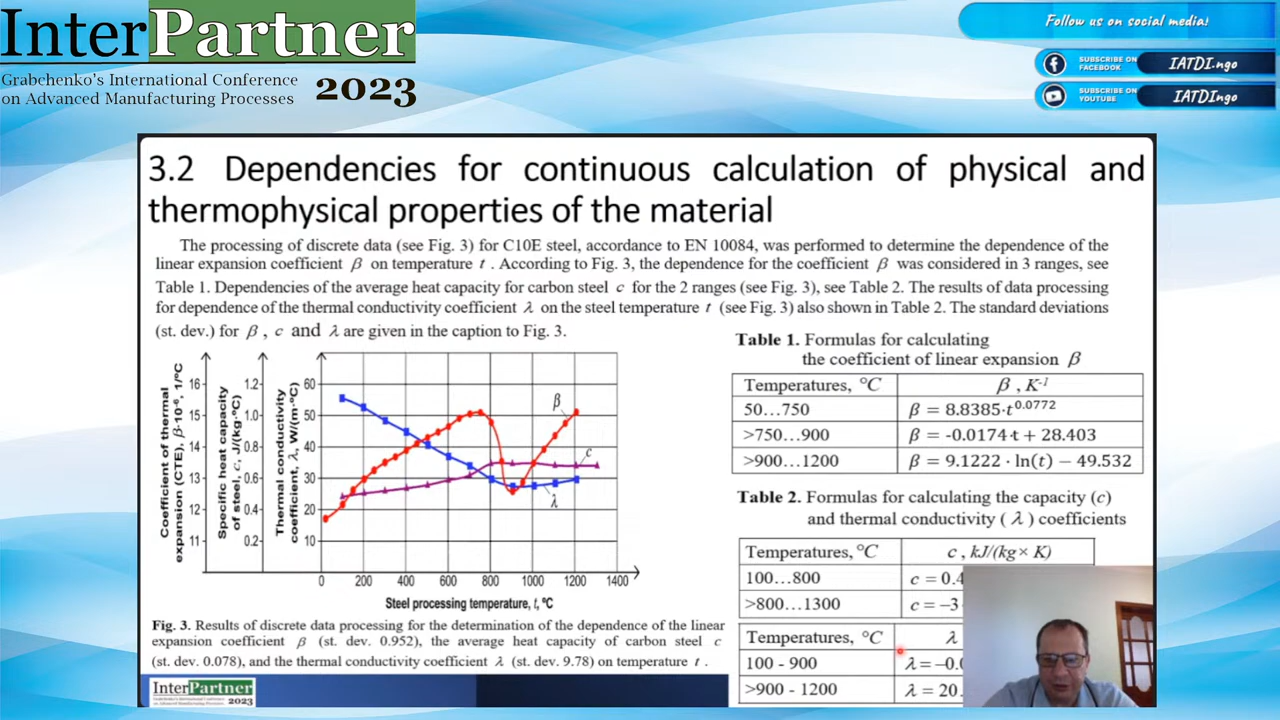 InterPartner
Grabchenko's International Conference
on Advanced Manufacturing Processes
2023
Follow us on social media!
SUBSCRIBE ON
FACEBOOK
IATDI.ngo
SUBSCRIBE ON
YOUTUBE
IATDIngo
3.2 Dependencies for continuous calculation of physical and
thermophysical properties of the material
The processing of discrete data (see Fig. 3) for C10E steel, accordance to EN 10084, was performed to determine the dependence of the
linear expansion coefficient β on temperature t . According to Fig. 3, the dependence for the coefficient β was considered in 3 ranges, see
Table 1. Dependencies of the average heat capacity for carbon steel c for the 2 ranges (see Fig. 3), see Table 2. The results of data processing
for dependence of the thermal conductivity coefficient λ on the steel temperature t (see Fig. 3) also shown in Table 2. The standard deviations
(st. dev.) for β , c and λ are given in the caption to Fig. 3.
Coefficient of thermal
expansion (CTE), β·10⁻⁶, 1/ºC
16
15
14
13
12
11
Specific heat capacity
of steel, c, J/(kg·ºC)
1.2
1.0
0.8
0.6
0.4
0.2
Thermal conductivity
coefficient, λ, W/(m·ºC)
60
50
40
30
20
10
β
c
λ
0 200 400 600 800 1000 1200 1400
Steel processing temperature, t, ºC
Fig. 3. Results of discrete data processing for the determination of the dependence of the linear
expansion coefficient β (st. dev. 0.952), the average heat capacity of carbon steel c
(st. dev. 0.078), and the thermal conductivity coefficient λ (st. dev. 9.78) on temperature t .
Table 1. Formulas for calculating
the coefficient of linear expansion β
Temperatures, °C β , K⁻¹
50…750 β = 8.8385·t^0.0772
>750…900 β = -0.0174·t + 28.403
>900…1200 β = 9.1222 · ln(t) − 49.532
Table 2. Formulas for calculating the capacity (c)
and thermal conductivity ( λ ) coefficients
Temperatures, °C c , kJ/(kg× K)
100…800 c = 0.4
>800…1300 c = −3
Temperatures, °C λ
100 - 900 λ = −0.0
>900 - 1200 λ = 20.
InterPartner
2023